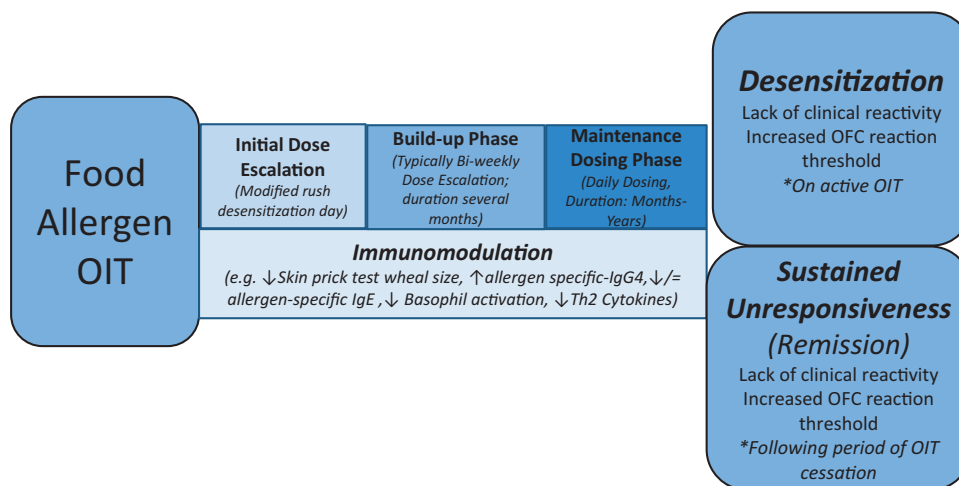 Food
Allergen
OIT
Initial Dose
Escalation
(Modified rush
desensitization day)
Build-up Phase
(Typically Bi-weekly
Dose Escalation;
duration several
months)
Maintenance
Dosing Phase
(Daily Dosing,
Duration: Months-
Years)
Immunomodulation
(e.g. ↓Skin prick test wheal size, ↑allergen specific-IgG4,↓/=
allergen-specific IgE ,↓ Basophil activation, ↓Th2 Cytokines)
Desensitization
Lack of clinical reactivity
Increased OFC reaction
threshold
*On active OIT
Sustained
Unresponsiveness
(Remission)
Lack of clinical reactivity
Increased OFC reaction
threshold
*Following period of OIT
cessation